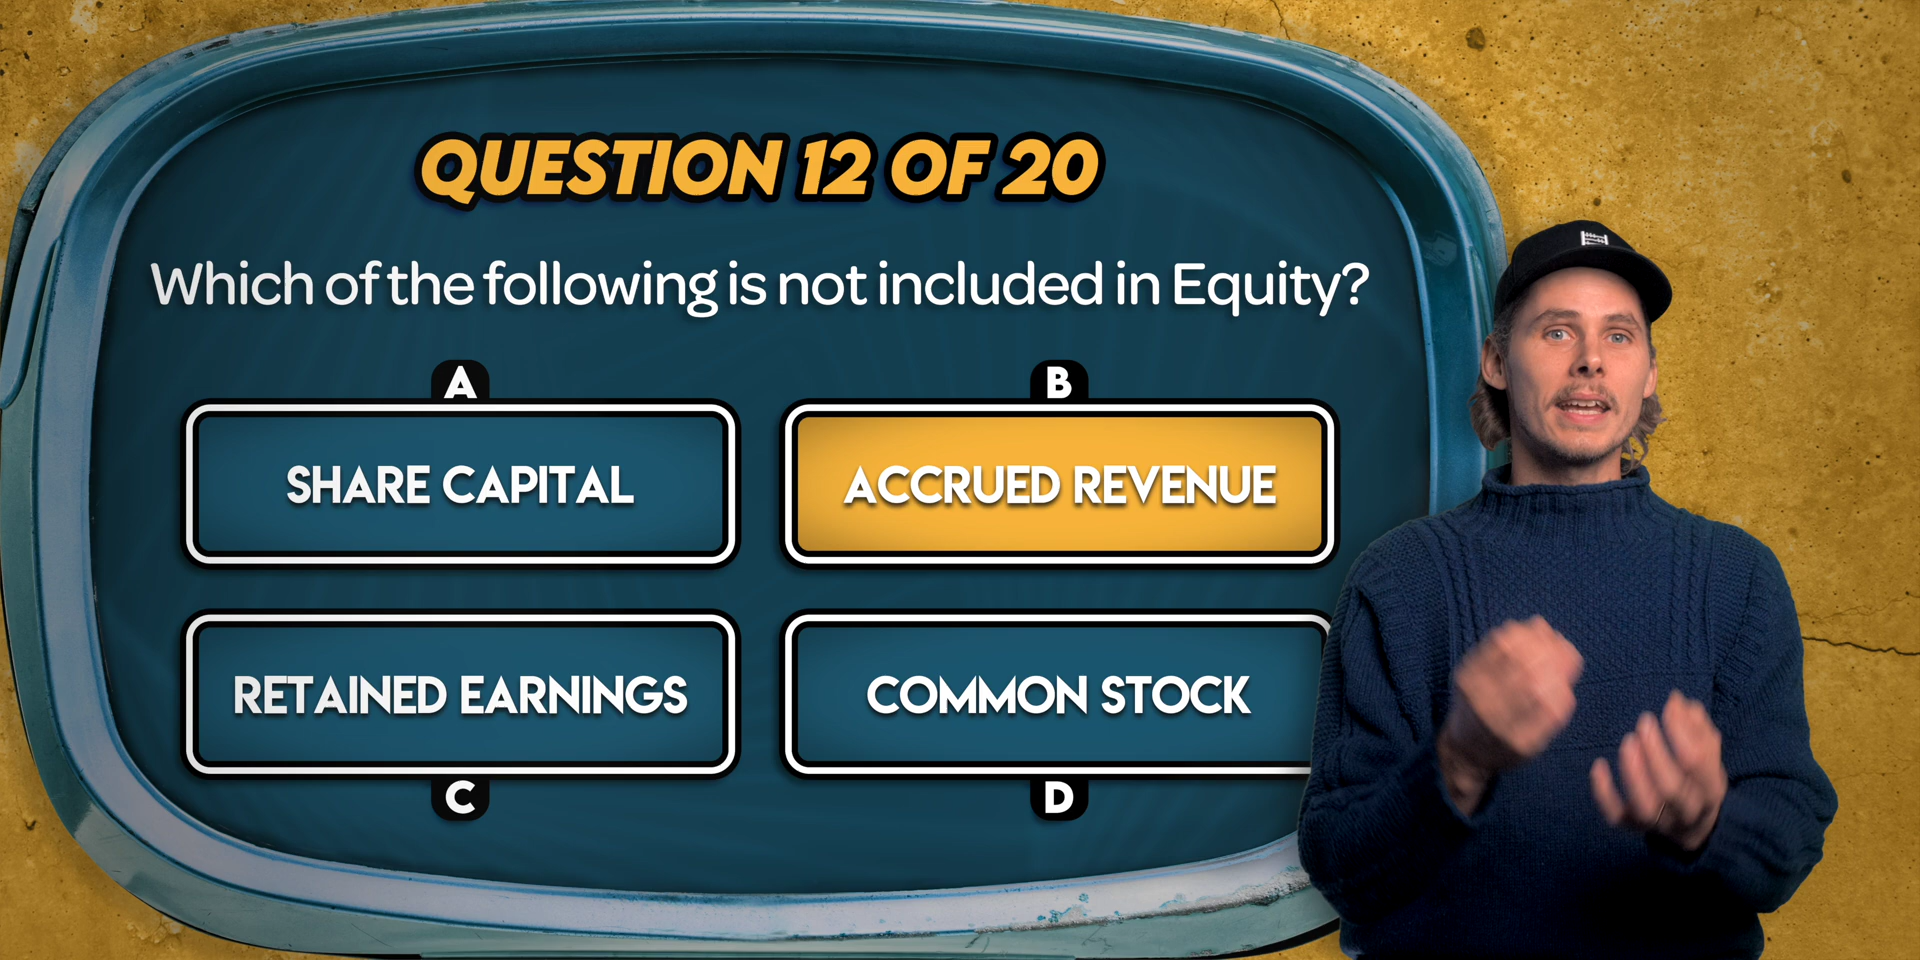 QUESTION 12 OF 20
Which of the following is not included in Equity?
A
B
SHARE CAPITAL
ACCRUED REVENUE
RETAINED EARNINGS
COMMON STOCK
C
D